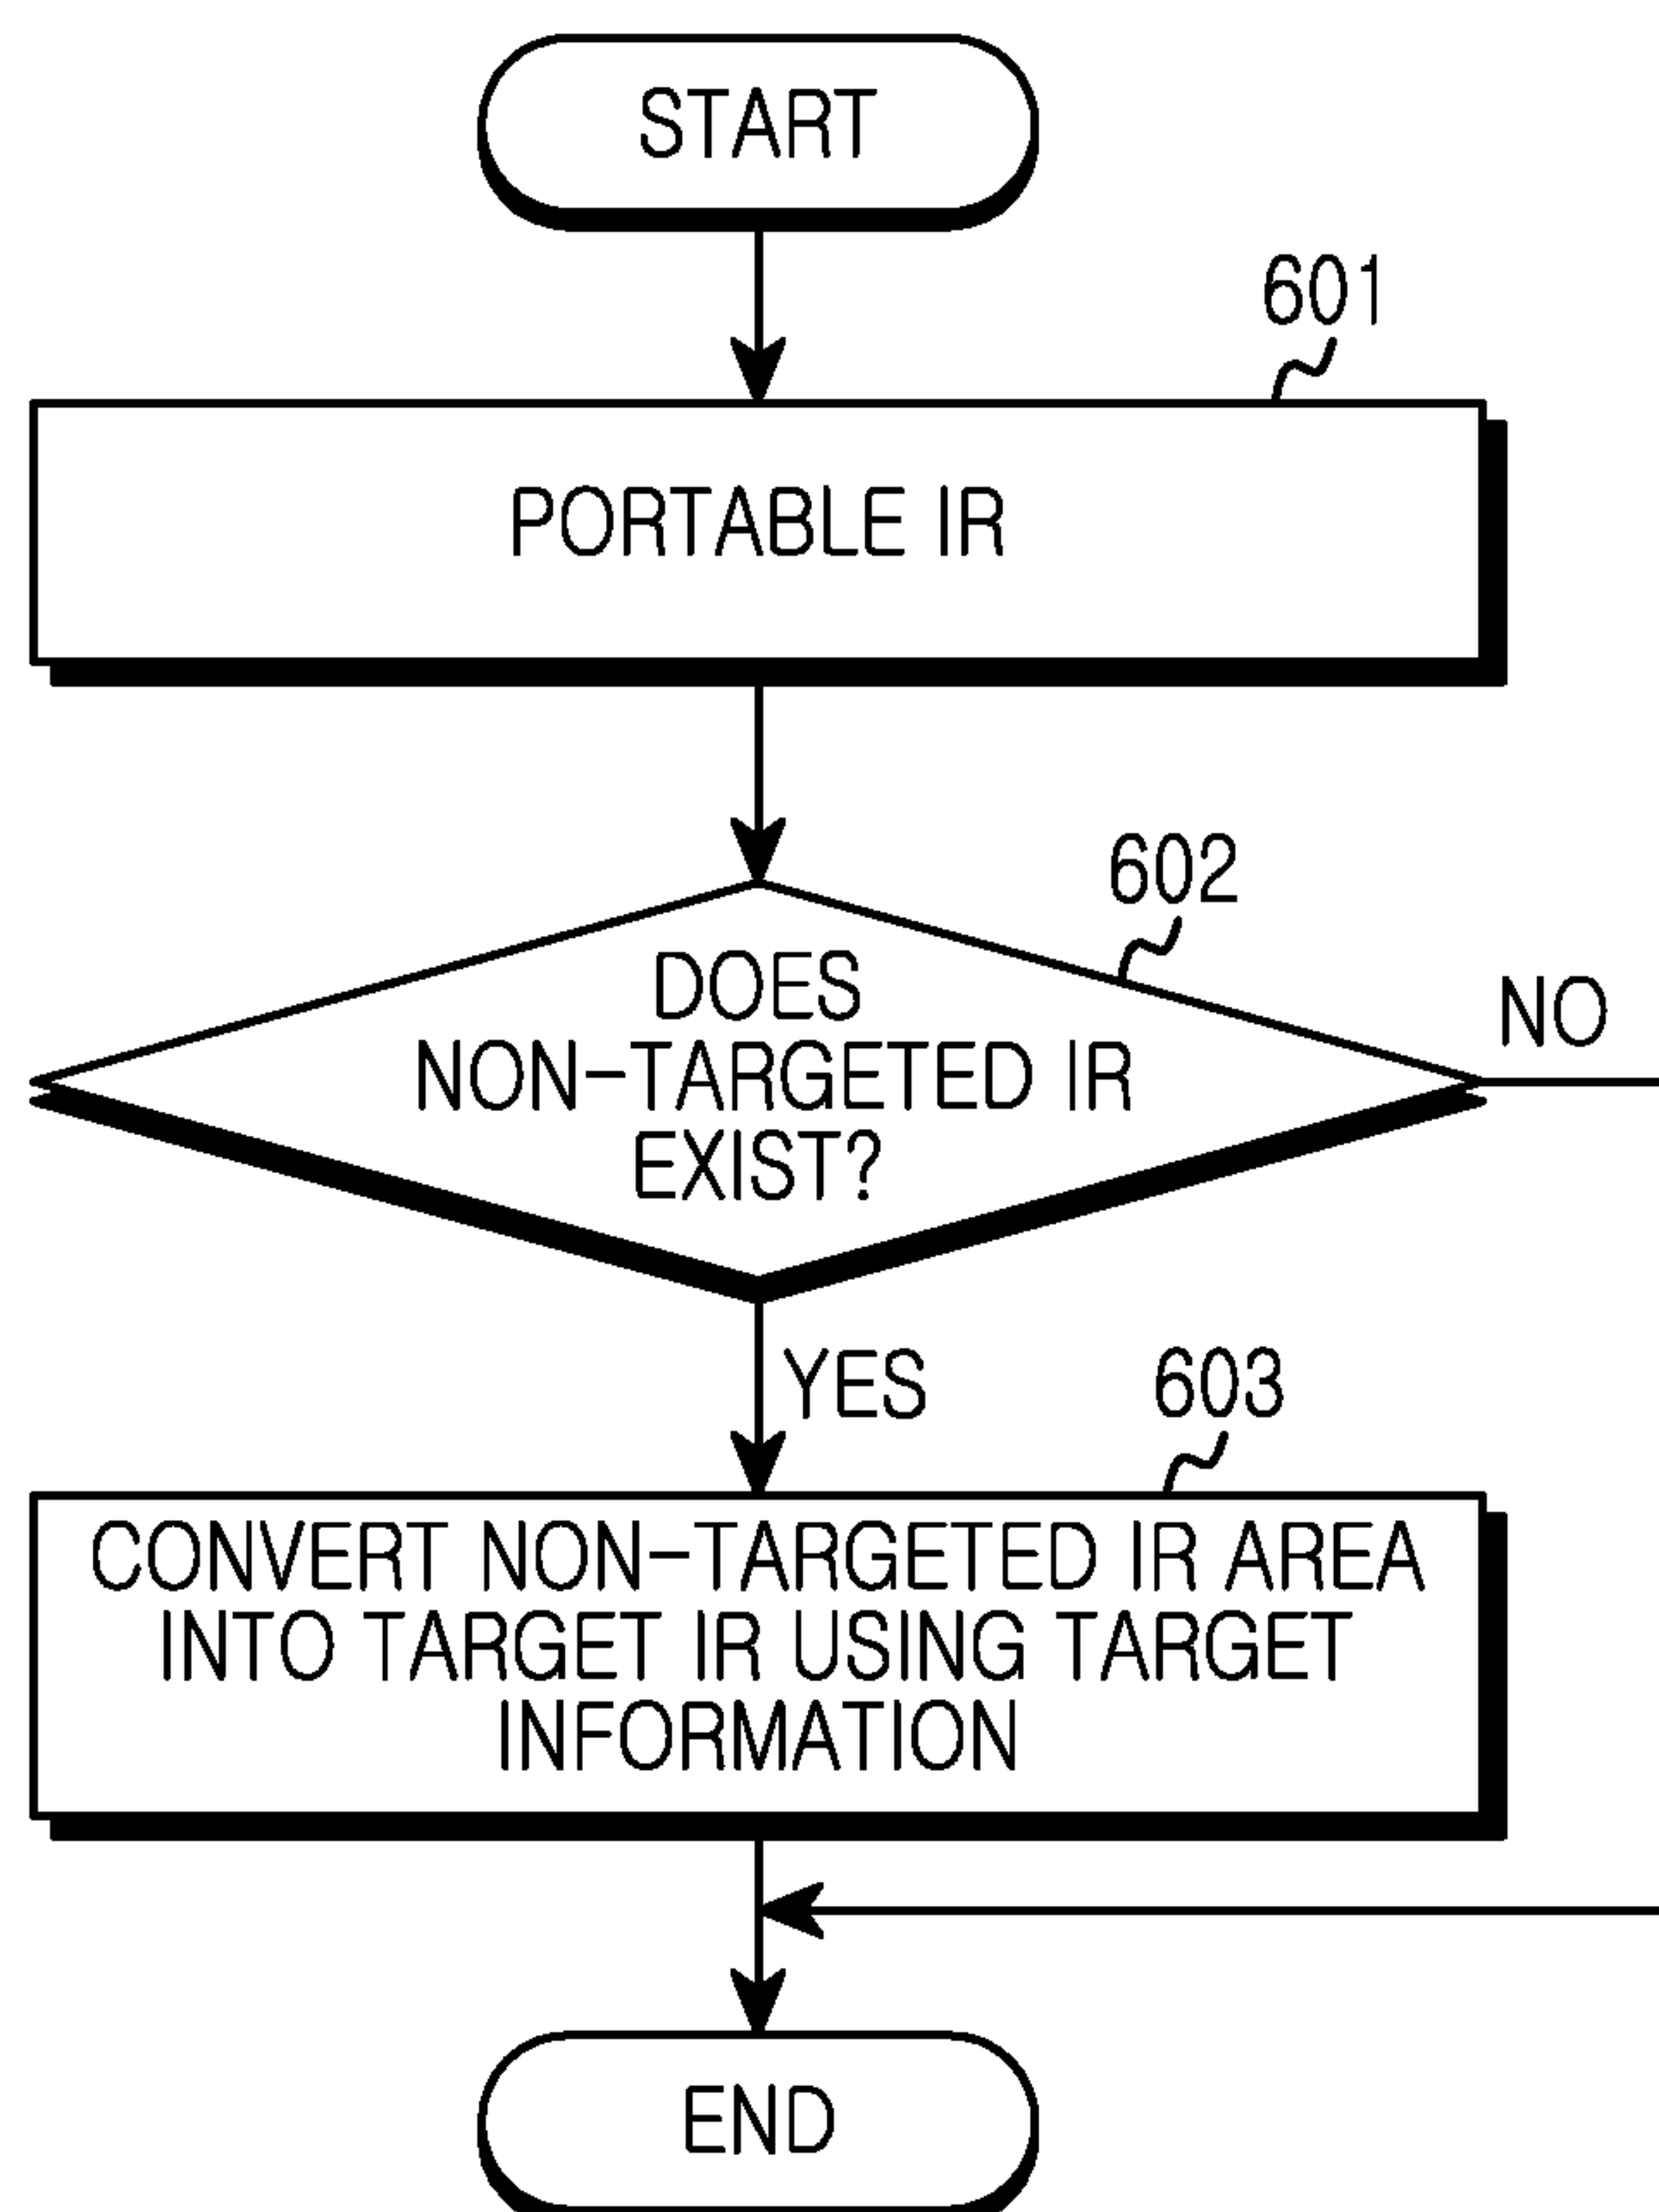 START
601
PORTABLE IR
602
DOES
NON-TARGETED IR
EXIST?
NO
YES
603
CONVERT NON-TARGETED IR AREA
INTO TARGET IR USING TARGET
INFORMATION
END